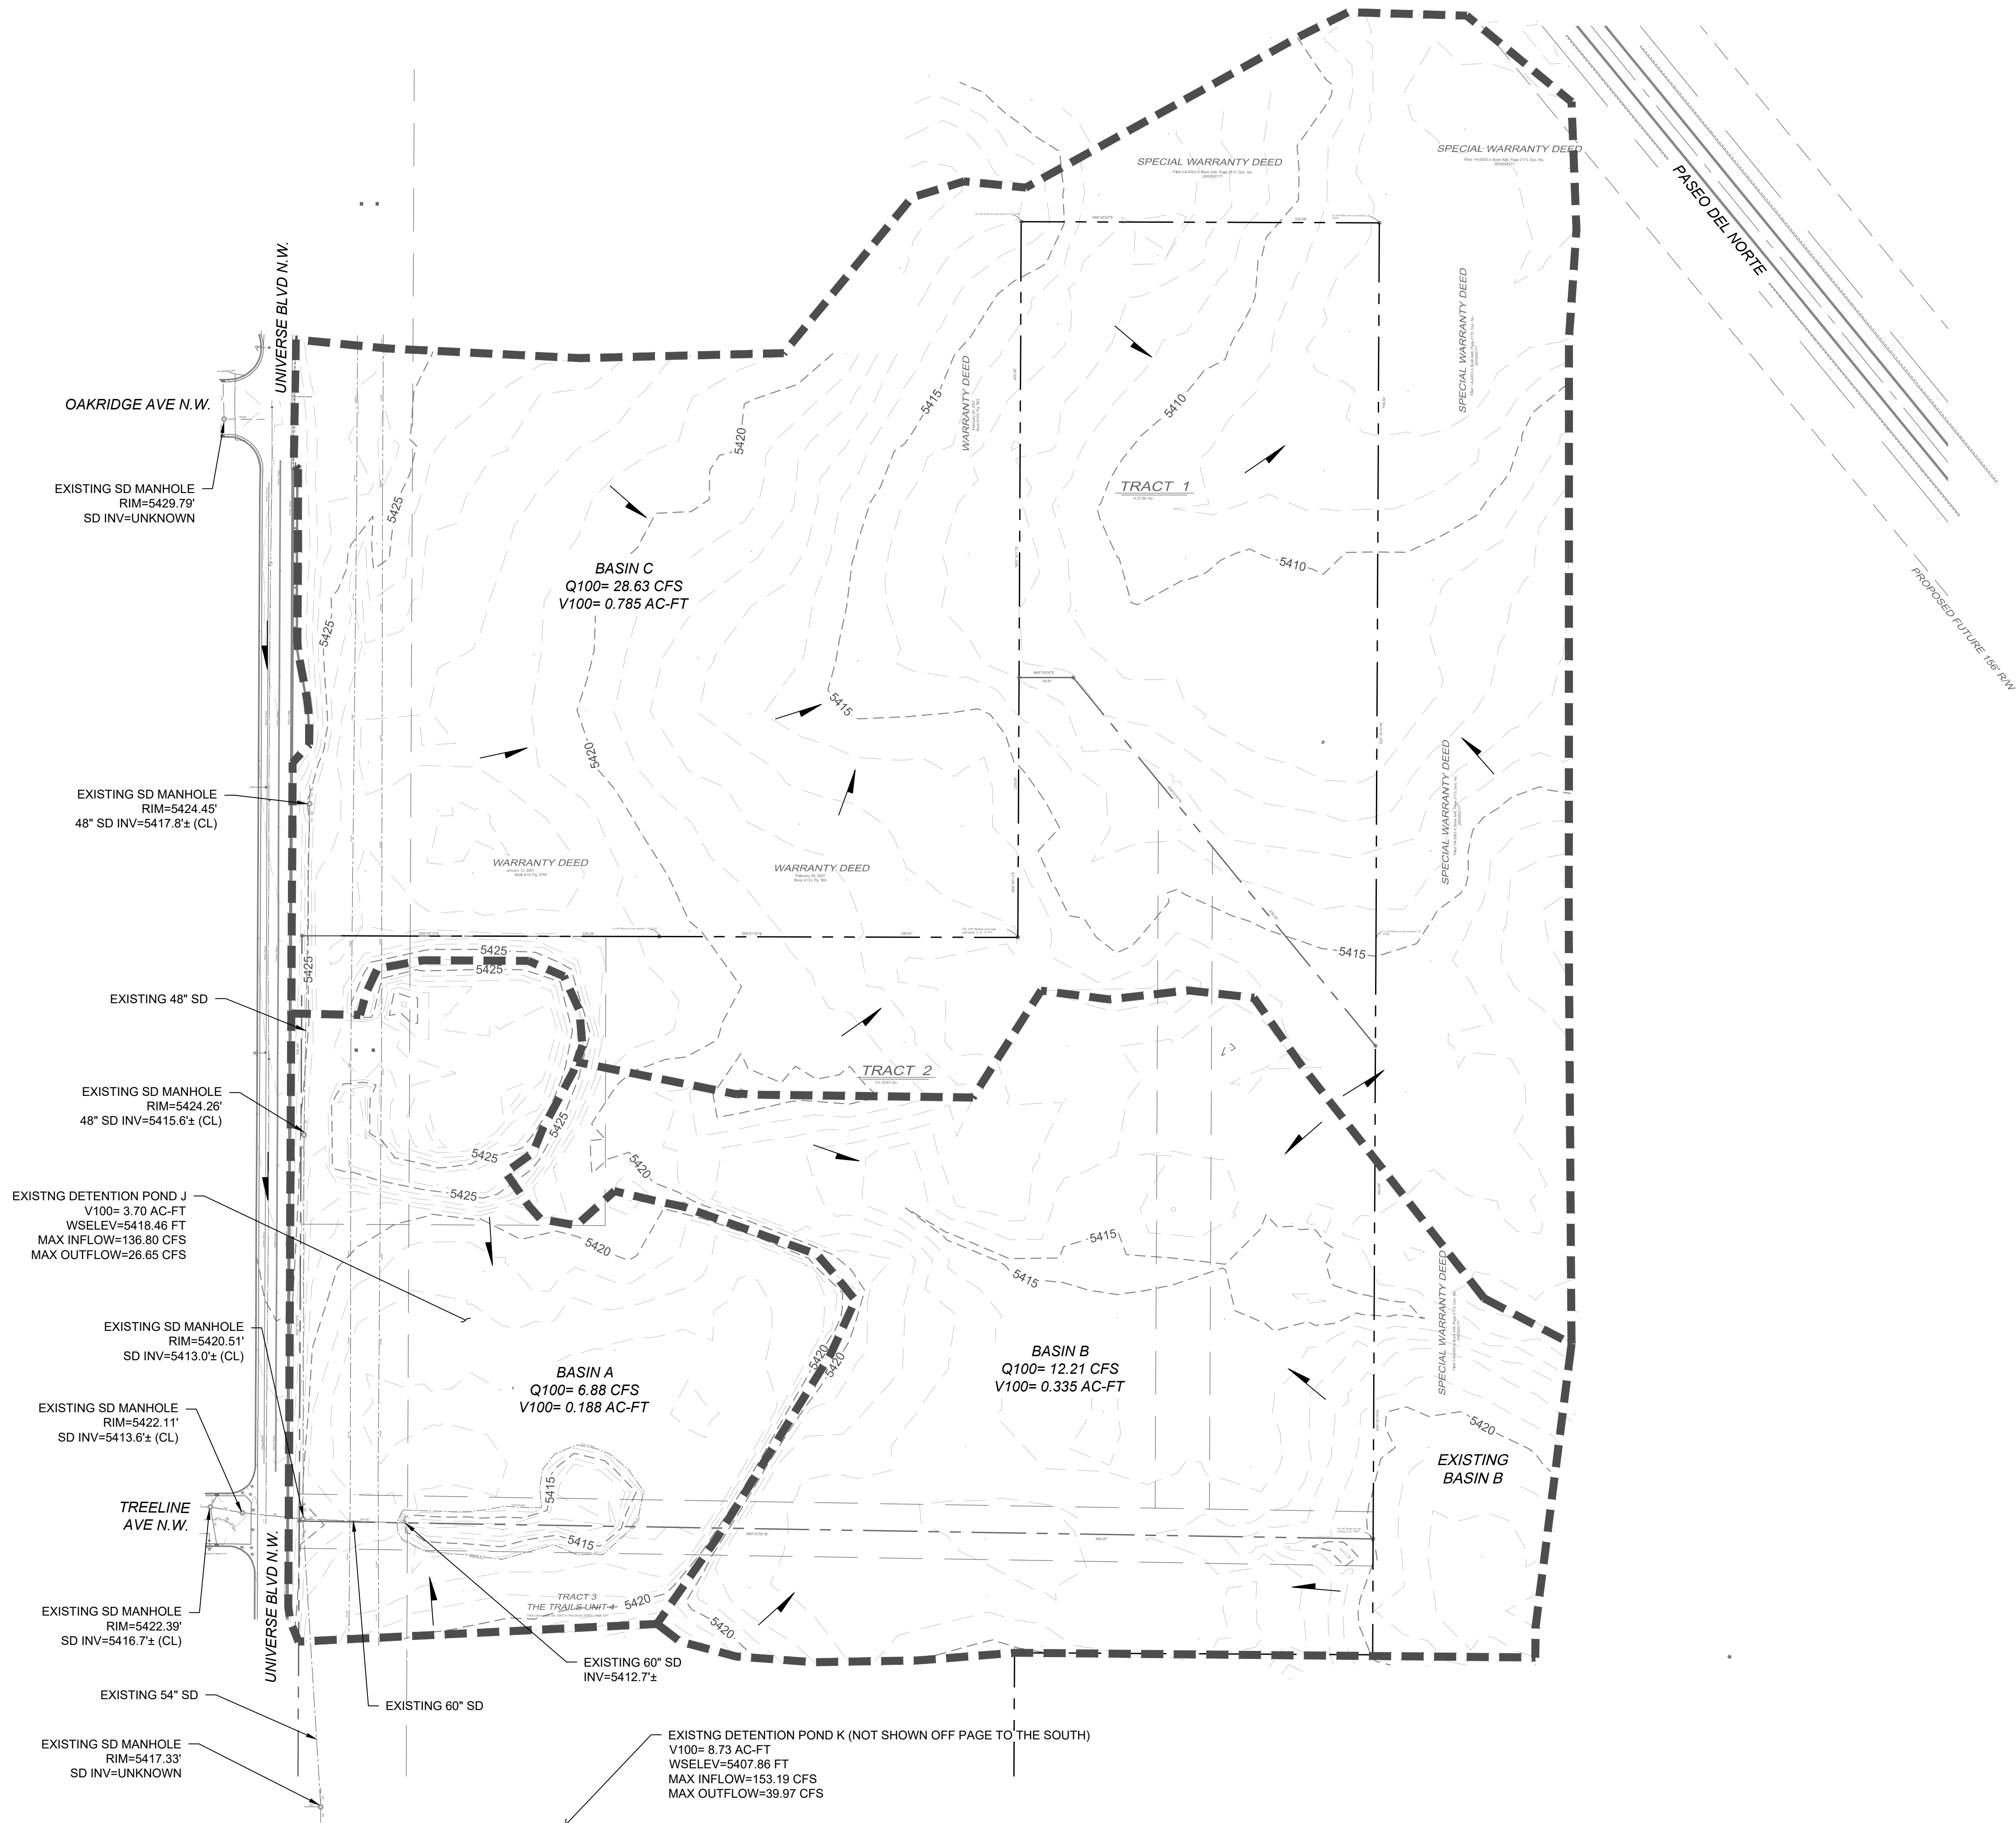 SPECIAL WARRANTY DEED
SPECIAL WARRANTY DEED
PASEO DEL NORTE
UNIVERSE BLVD N.W.
OAKRIDGE AVE N.W.
EXISTING SD MANHOLE
RIM=5429.79'
SD INV=UNKNOWN
5425
5420
5415
WARRANTY DEED
5410
SPECIAL WARRANTY DEED
TRACT 1
5410
BASIN C
Q100= 28.63 CFS
V100= 0.785 AC-FT
PROPOSED FUTURE 156' R/W
5425
5415
5420
EXISTING SD MANHOLE
RIM=5424.45'
48" SD INV=5417.8'± (CL)
SPECIAL WARRANTY DEED
WARRANTY DEED
January 12, 2001
WARRANTY DEED
5425
5425
5425
5415
EXISTING 48" SD
TRACT 2
EXISTING SD MANHOLE
RIM=5424.26'
48" SD INV=5415.6'± (CL)
5425
5425
5425
5420
EXISTNG DETENTION POND J
V100= 3.70 AC-FT
WSELEV=5418.46 FT
MAX INFLOW=136.80 CFS
MAX OUTFLOW=26.65 CFS
5420
5415
5415
SPECIAL WARRANTY DEED
EXISTING SD MANHOLE
RIM=5420.51'
SD INV=5413.0'± (CL)
5420
5420
BASIN A
Q100= 6.88 CFS
V100= 0.188 AC-FT
BASIN B
Q100= 12.21 CFS
V100= 0.335 AC-FT
EXISTING SD MANHOLE
RIM=5422.11'
SD INV=5413.6'± (CL)
5420
EXISTING
BASIN B
5415
TREELINE
AVE N.W.
5415
UNIVERSE BLVD N.W.
TRACT 3
THE TRAILS UNIT 4
5420
5420
EXISTING SD MANHOLE
RIM=5422.39'
SD INV=5416.7'± (CL)
EXISTING 60" SD
INV=5412.7'±
EXISTING 54" SD
EXISTING 60" SD
EXISTING SD MANHOLE
RIM=5417.33'
SD INV=UNKNOWN
EXISTNG DETENTION POND K (NOT SHOWN OFF PAGE TO THE SOUTH)
V100= 8.73 AC-FT
WSELEV=5407.86 FT
MAX INFLOW=153.19 CFS
MAX OUTFLOW=39.97 CFS